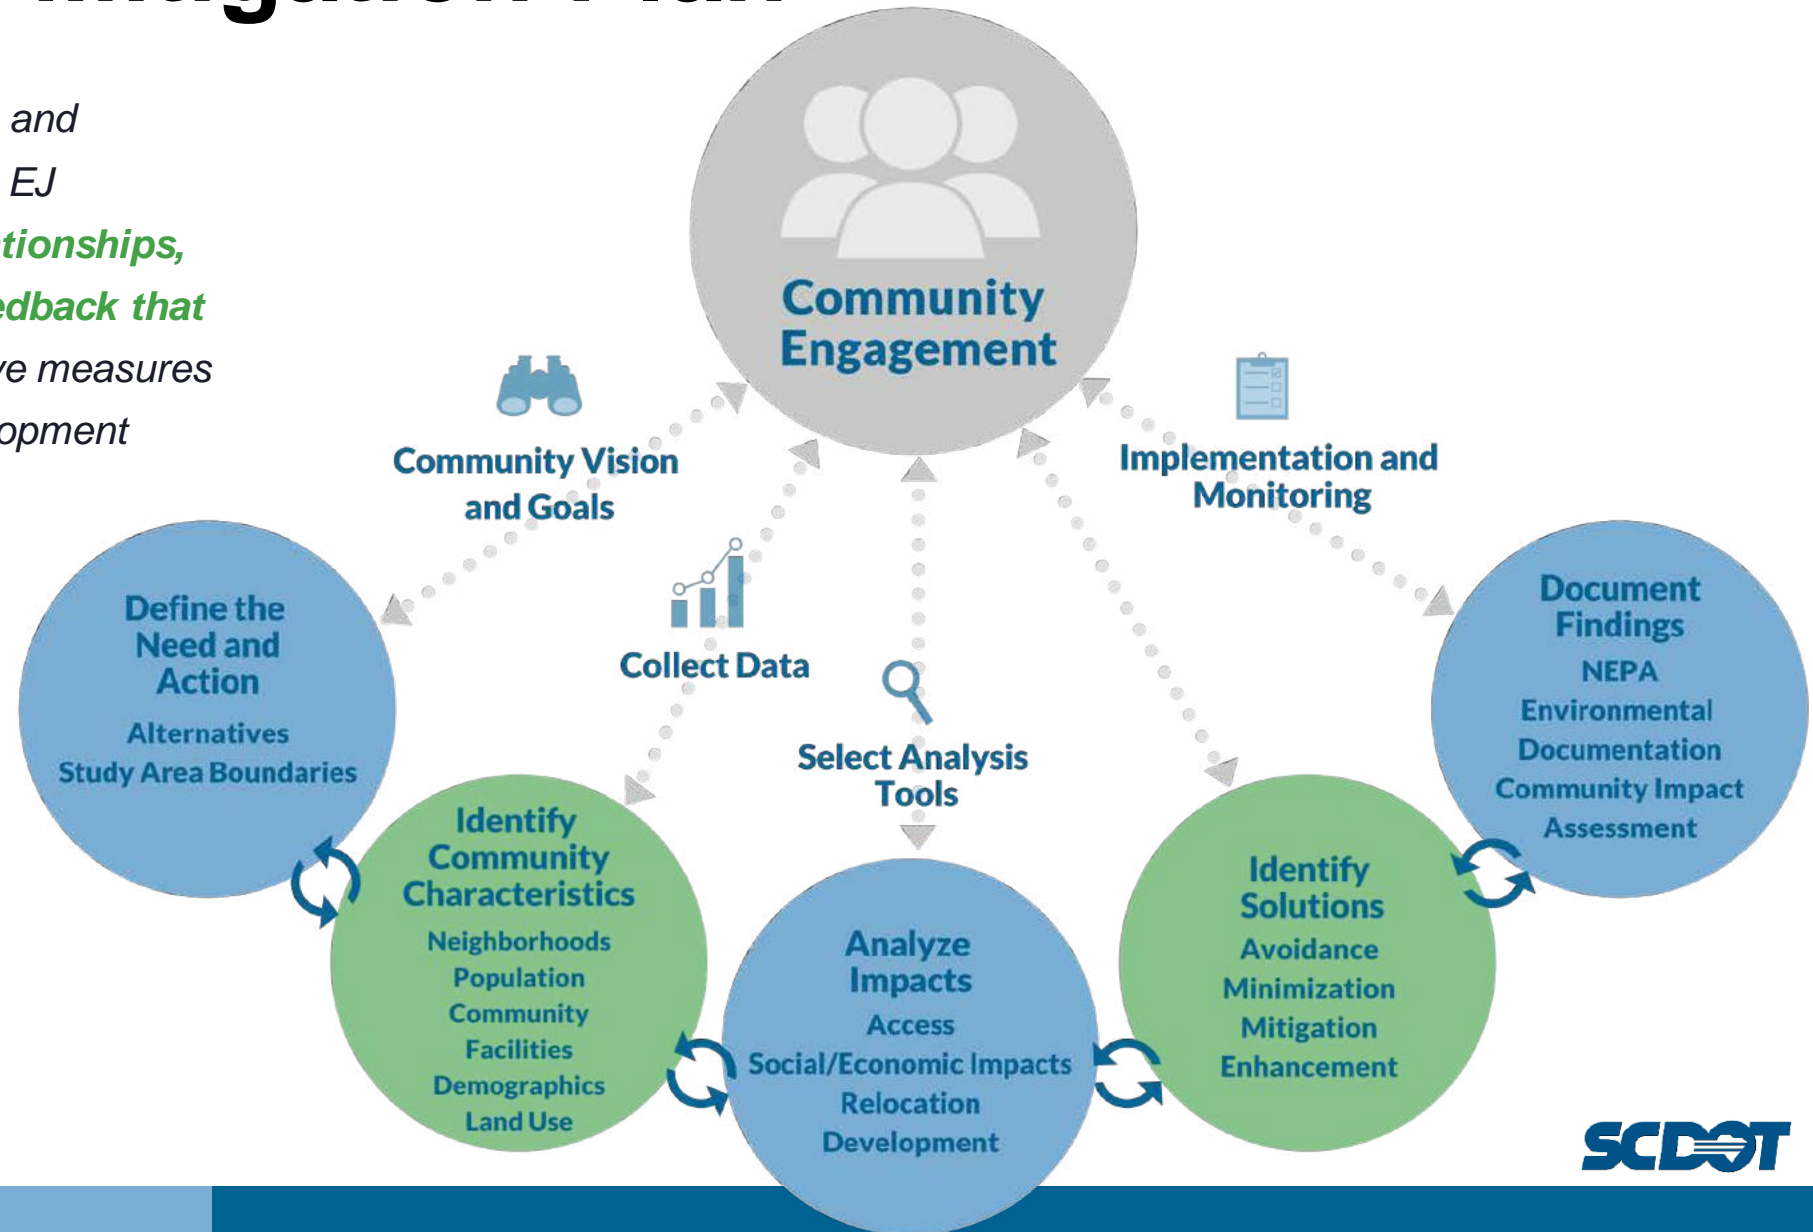 Mitigation Plan
and
EJ
tionships,
edback that
ve measures
opment
Community
Engagement
Community Vision
and Goals
Implementation and
Monitoring
Collect Data
Select Analysis
Tools
Define the
Need and
Action
Alternatives
Study Area Boundaries
Identify
Community
Characteristics
Neighborhoods
Population
Community
Facilities
Demographics
Land Use
Analyze
Impacts
Access
Social/Economic Impacts
Relocation
Development
Identify
Solutions
Avoidance
Minimization
Mitigation
Enhancement
Document
Findings
NEPA
Environmental
Documentation
Community Impact
Assessment
SCDOT